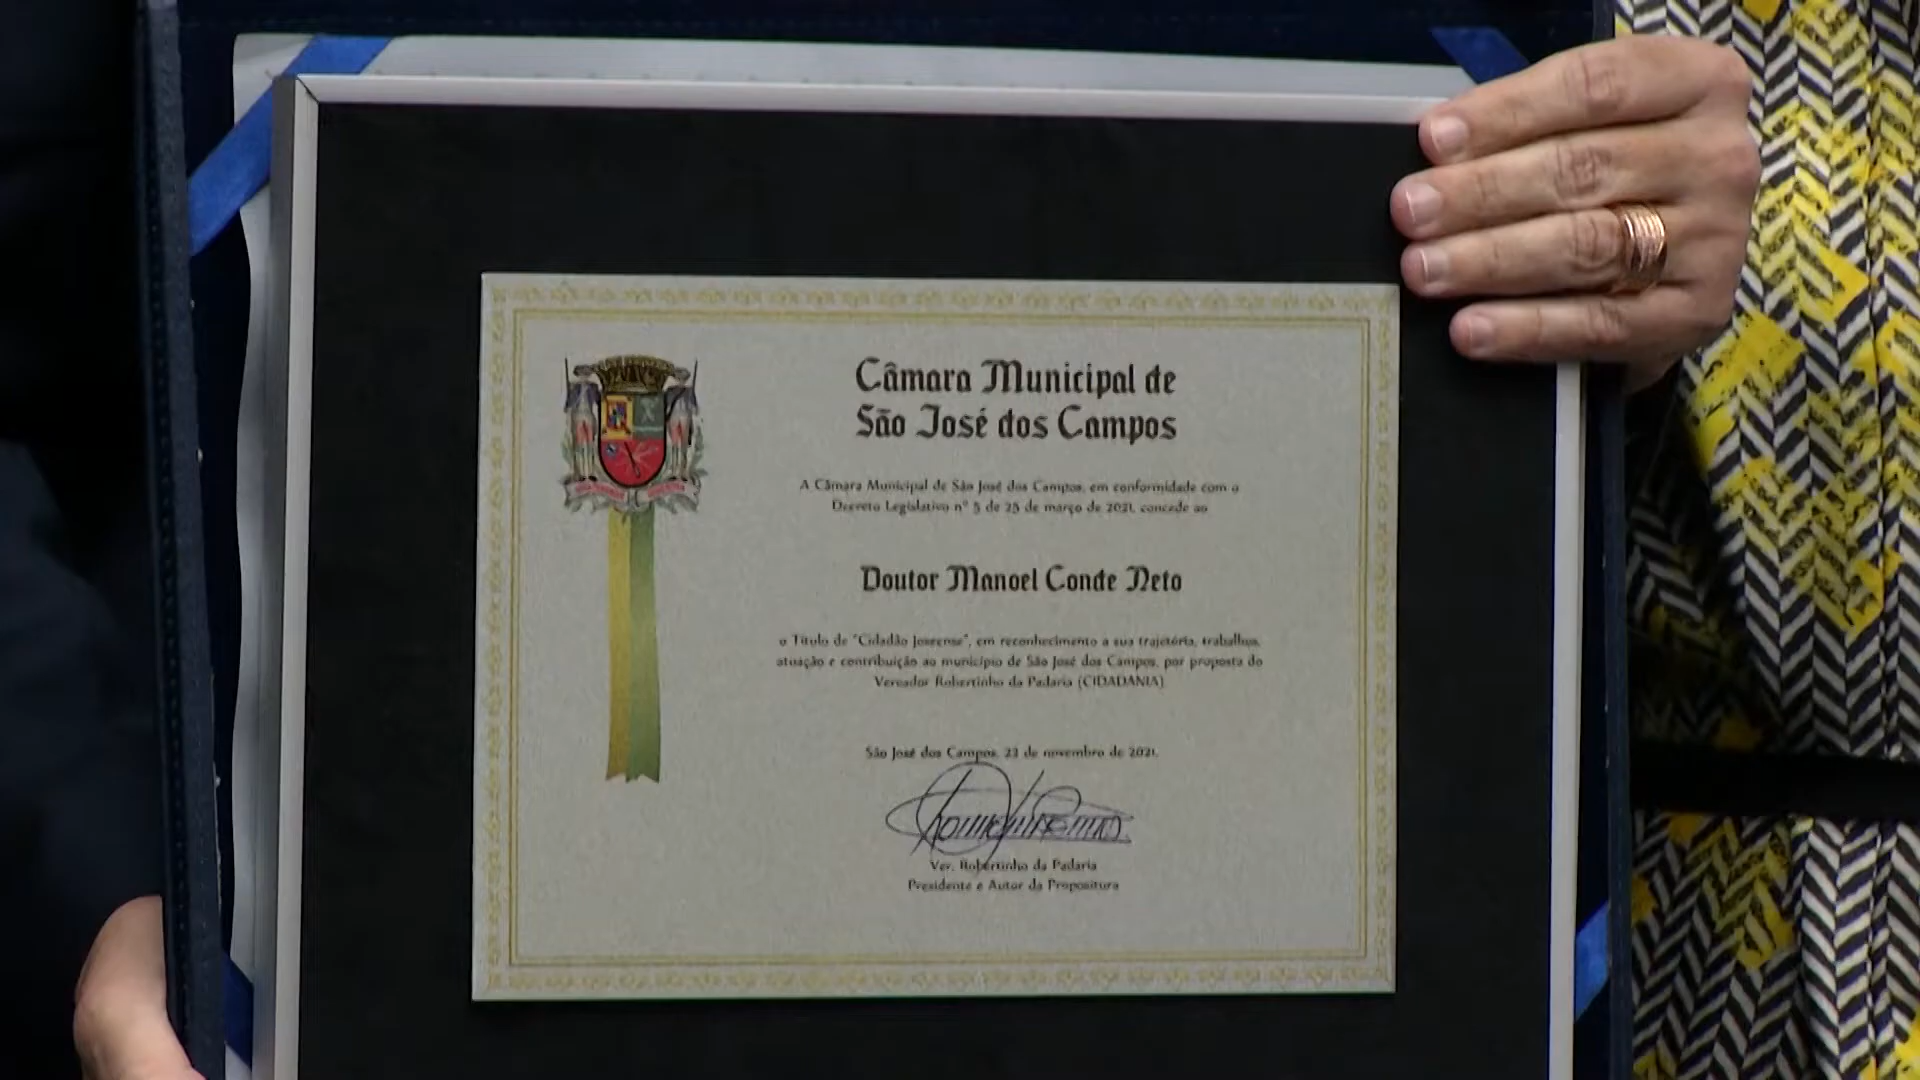 Câmara Municipal de
São José dos Campos
A Câmara Municipal de São José dos Campos, em conformidade com o
Decreto Legislativo nº 5 de 25 de março de 2021, concede ao
Doutor Manoel Conde Neto
o Título de "Cidadão Joseense", em reconhecimento a sua trajetória, trabalhos,
atuação e contribuição ao município de São José dos Campos, por proposta do
Vereador Robertinho da Padaria (CIDADANIA)
São José dos Campos, 23 de novembro de 2021.
Ver. Robertinho da Padaria
Presidente e Autor da Propositura